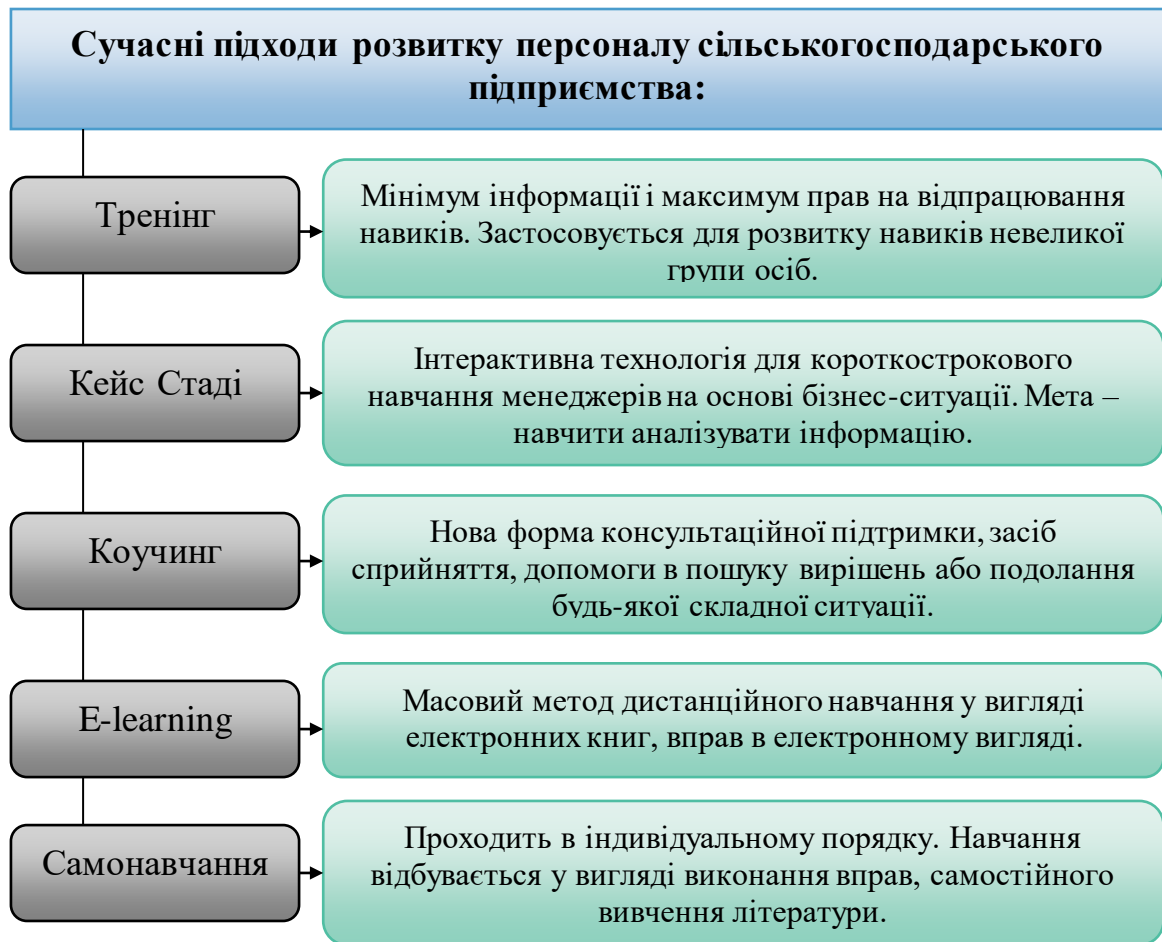 Сучасні підходи розвитку персоналу сільськогосподарського
підприємства:
Тренінг
Мінімум інформації і максимум прав на відпрацювання
навиків. Застосовується для розвитку навиків невеликої
групи осіб.
Кейс Стаді
Інтерактивна технологія для короткострокового
навчання менеджерів на основі бізнес-ситуації. Мета –
навчити аналізувати інформацію.
Коучинг
Нова форма консультаційної підтримки, засіб
сприйняття, допомоги в пошуку вирішень або подолання
будь-якої складної ситуації.
E-learning
Масовий метод дистанційного навчання у вигляді
електронних книг, вправ в електронному вигляді.
Самонавчання
Проходить в індивідуальному порядку. Навчання
відбувається у вигляді виконання вправ, самостійного
вивчення літератури.